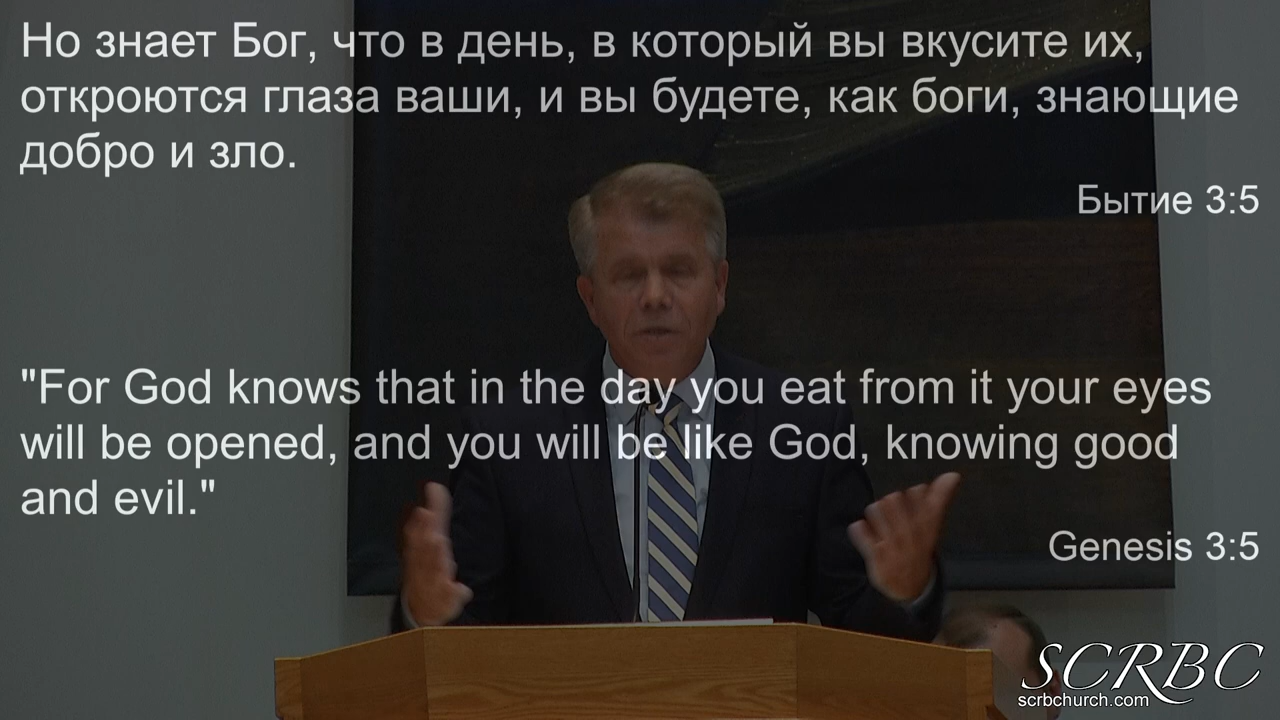 Но знает Бог, что в день, в который вы вкусите их,
откроются глаза ваши, и вы будете, как боги, знающие
добро и зло.
Бытие 3:5
"For God knows that in the day you eat from it your eyes
will be opened, and you will be like God, knowing good
and evil."
Genesis 3:5
SCRBC
scrbchurch.com